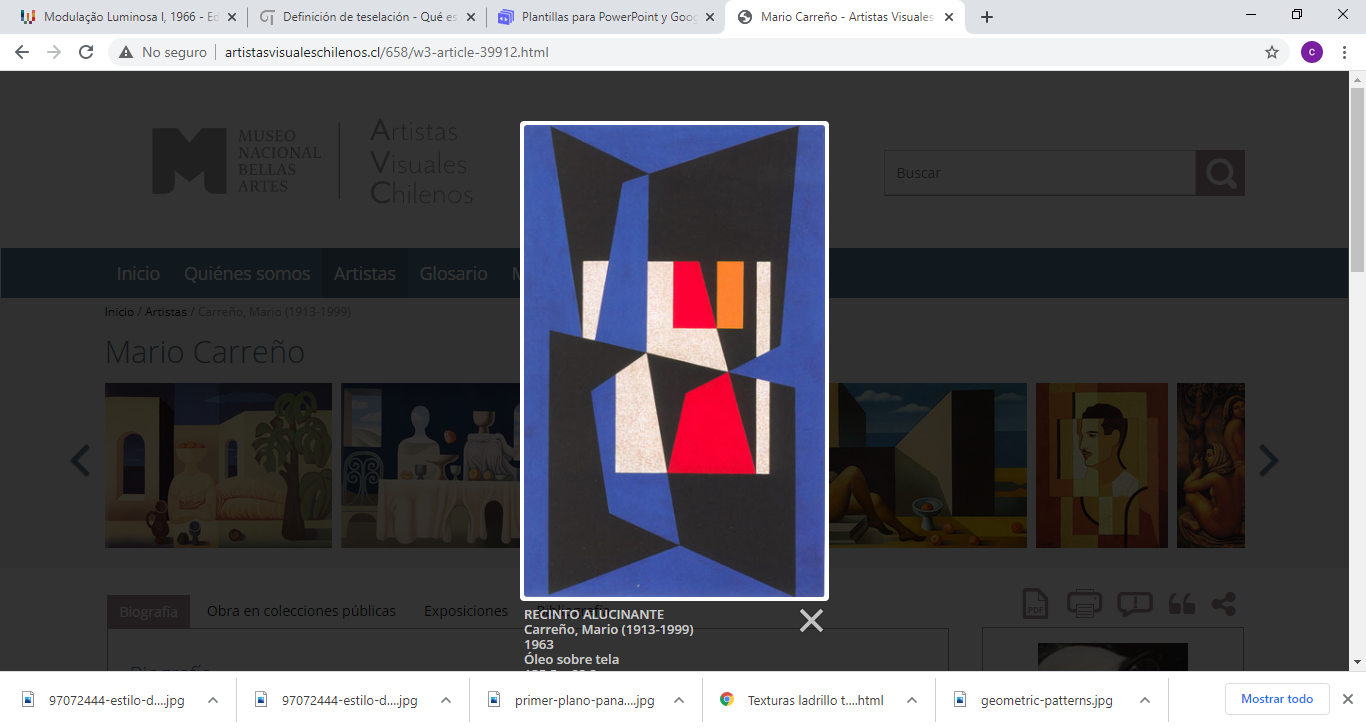 Modulação Luminosa I, 1966 - Ed
Definición de teselación - Qué es
Plantillas para PowerPoint y Goog
Mario Carreño - Artistas Visuales
No seguro
artistasvisualeschilenos.cl/658/w3-article-39912.html
C
MUSEO
NACIONAL
BELLAS
ARTES
Artistas
Visuales
Chilenos
Buscar
Inicio
Quiénes somos
Artistas
Glosario
Inicio / Artistas / Carreño, Mario (1913-1999)
Mario Carreño
Biografía
Obra en colecciones públicas
Exposiciones
PDF
RECINTO ALUCINANTE
Carreño, Mario (1913-1999)
1963
Óleo sobre tela
Biografía
97072444-estilo-d....jpg
97072444-estilo-d....jpg
primer-plano-pana....jpg
Texturas ladrillo t....html
geometric-patterns.jpg
Mostrar todo